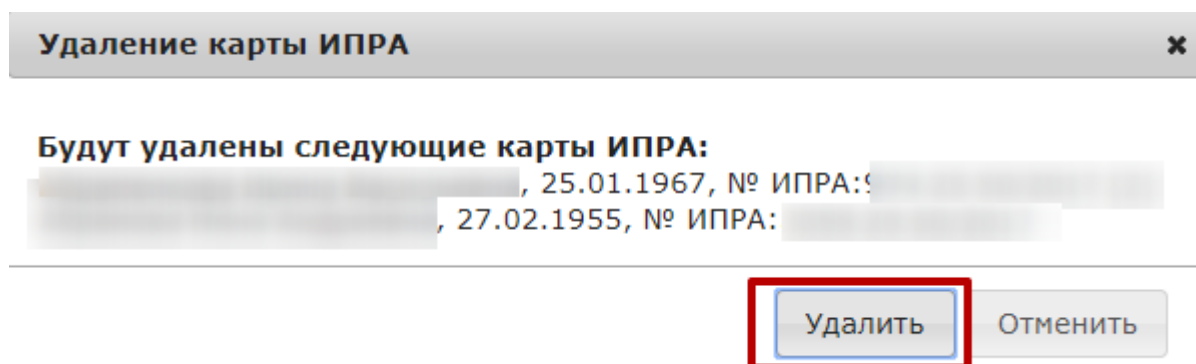 Удаление карты ИПРА
Будут удалены следующие карты ИПРА:
, 25.01.1967, № ИПРА:
, 27.02.1955, № ИПРА:
Удалить Отменить